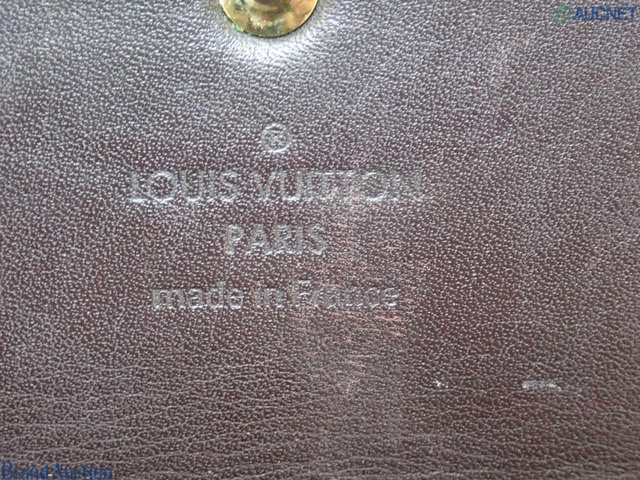 AUCNET
®
LOUIS VUITTON
PARIS
made in France
Brand Auction